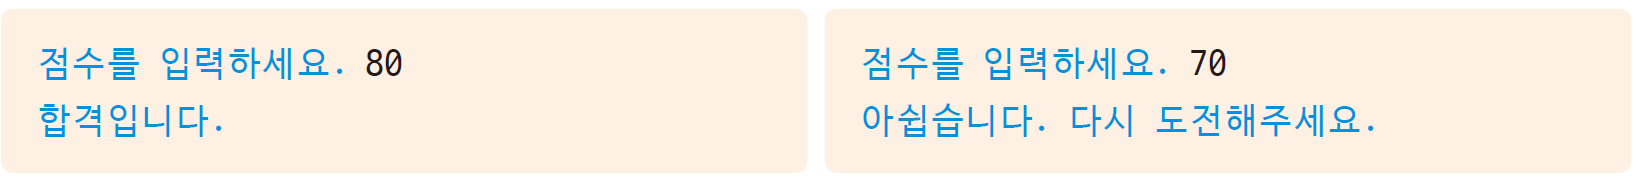 점수를 입력하세요. 80
합격입니다.
점수를 입력하세요. 70
아쉽습니다. 다시 도전해주세요.